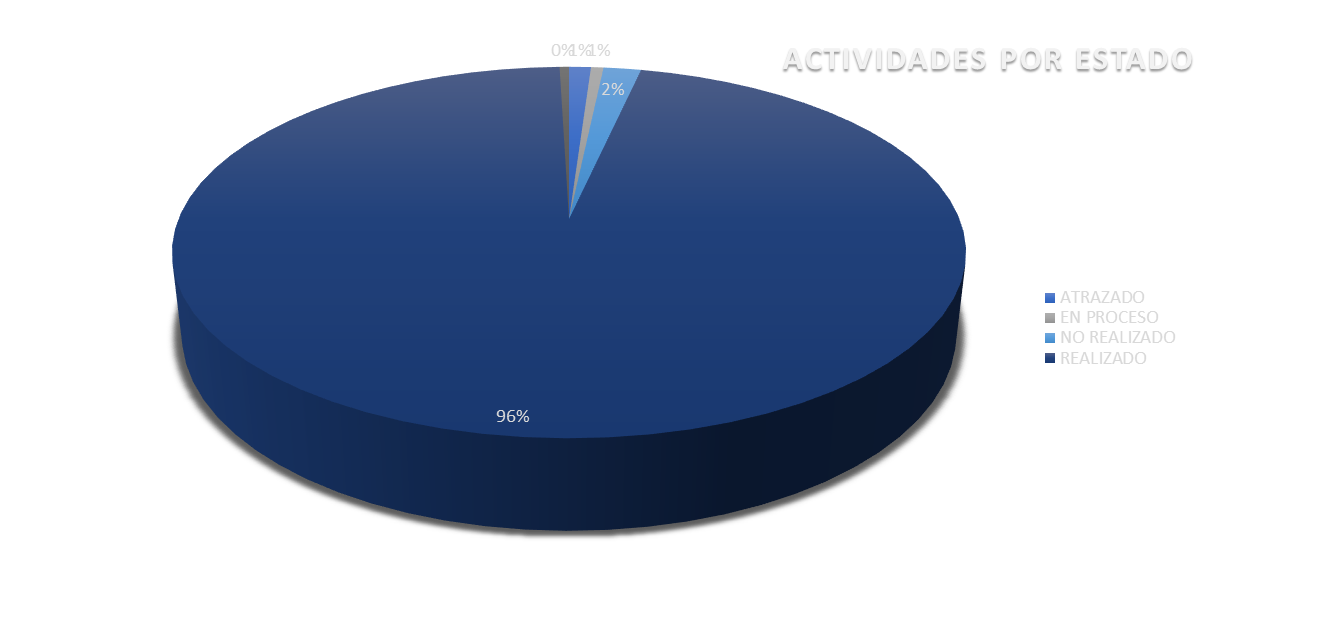 ACTIVIDADES POR ESTADO
0%
1%
1%
2%
96%
ATRAZADO
EN PROCESO
NO REALIZADO
REALIZADO